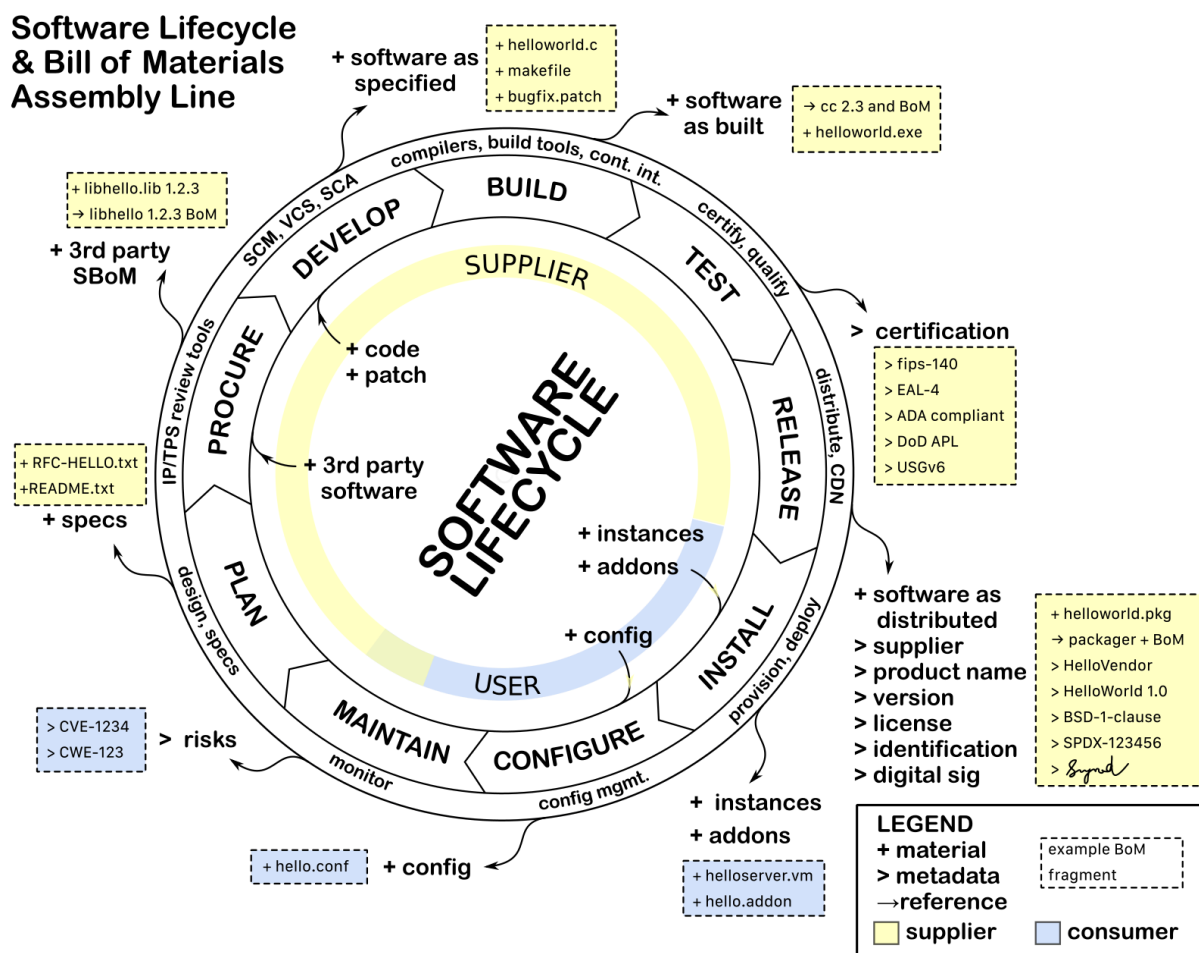 Software Lifecycle
& Bill of Materials
Assembly Line
+ software as
specified
+ helloworld.c
+ makefile
+ bugfix.patch
+ software
as built
→ cc 2.3 and BoM
+ helloworld.exe
+ libhello.lib 1.2.3
→ libhello 1.2.3 BoM
+ 3rd party
SBoM
SCM, VCS, SCA
compilers, build tools, cont. int.
certify, qualify
distribute, CDN
provision, deploy
config mgmt.
monitor
design, specs
IP/TPS review tools
DEVELOP
BUILD
TEST
RELEASE
INSTALL
CONFIGURE
MAINTAIN
PLAN
PROCURE
SUPPLIER
+ code
+ patch
+ 3rd party
software
SOFTWARE
LIFECYCLE
+ instances
+ addons
+ config
USER
> certification
> fips-140
> EAL-4
> ADA compliant
> DoD APL
> USGv6
+ RFC-HELLO.txt
+README.txt
+ specs
+ software as
distributed
> supplier
> product name
> version
> license
> identification
> digital sig
+ helloworld.pkg
→ packager + BoM
> HelloVendor
> HelloWorld 1.0
> BSD-1-clause
> SPDX-123456
> Signed
> CVE-1234
> CWE-123
> risks
+ hello.conf
+ config
+ instances
+ addons
+ helloserver.vm
+ hello.addon
LEGEND
+ material
> metadata
→reference
example BoM
fragment
supplier
consumer